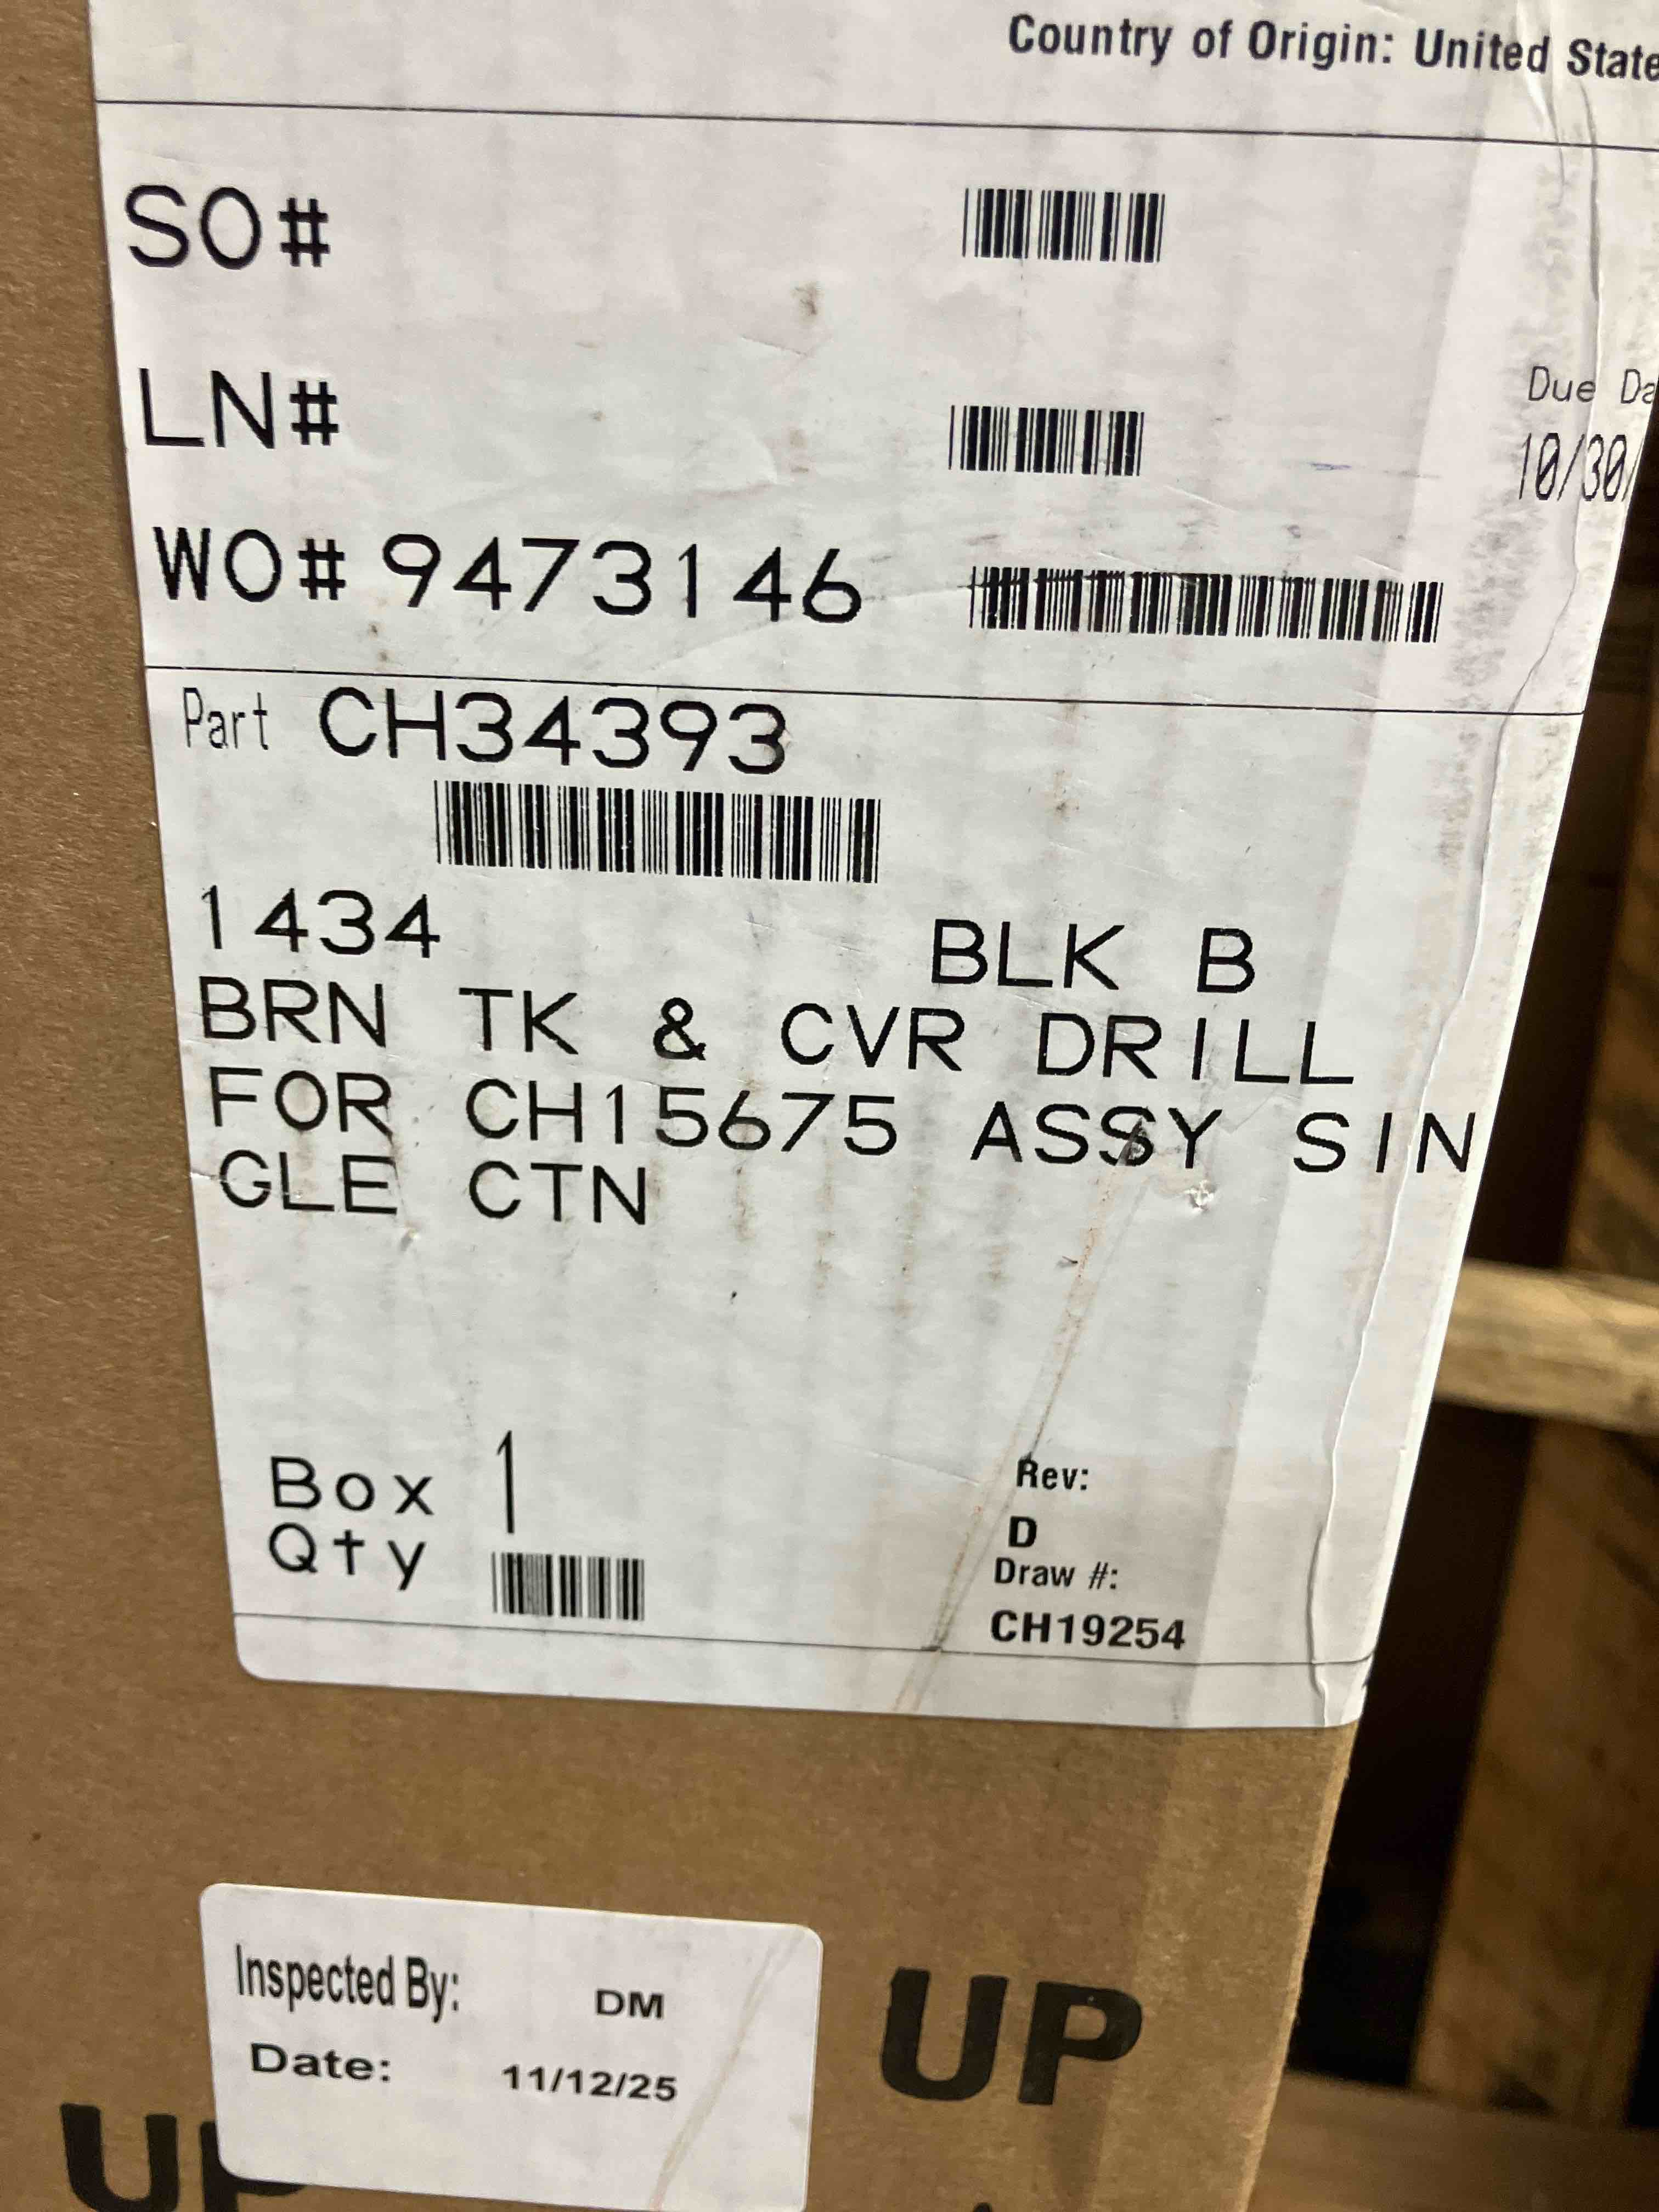 Country of Origin: United State
SO#
LN#
Due Da
10/30/
WO# 9473146
Part CH34393
1434 BLK B
BRN TK & CVR DRILL
FOR CH15675 ASSY SIN
GLE CTN
Box 1
Qty
Rev:
D
Draw #:
CH19254
Inspected By: DM
Date: 11/12/25
UP
UP